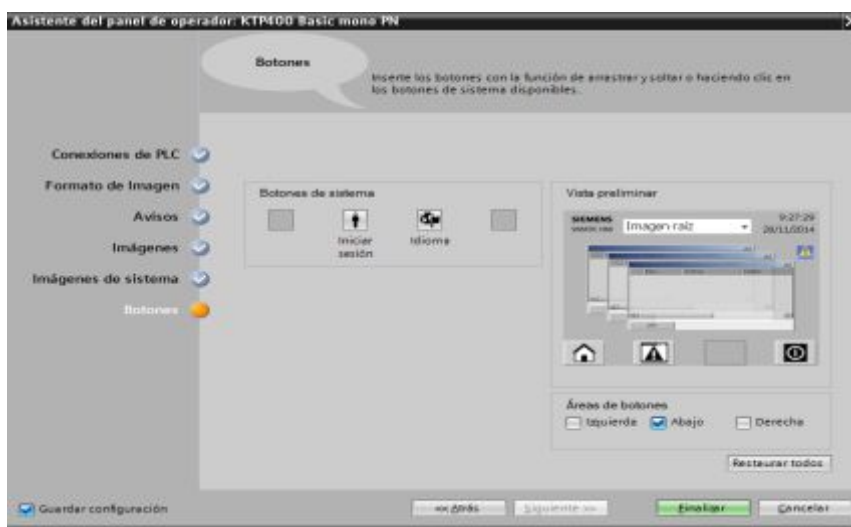 Asistente del panel de operador: KTP400 Basic mono PN
Botones
Inserte los botones con la función de arrastrar y soltar o haciendo clic en
los botones de sistema disponibles.
Conexiones de PLC
Formato de Imagen
Avisos
Imágenes
Imágenes de sistema
Botones
Botones de sistema
Iniciar
sesión
Idioma
Vista preliminar
SIEMENS
Imagen raíz
9:27:29
28/11/2014
Áreas de botones
Izquierda
Abajo
Derecha
Restaurar todos
Guardar configuración
<< Atrás
Siguiente >>
Finalizar
Cancelar